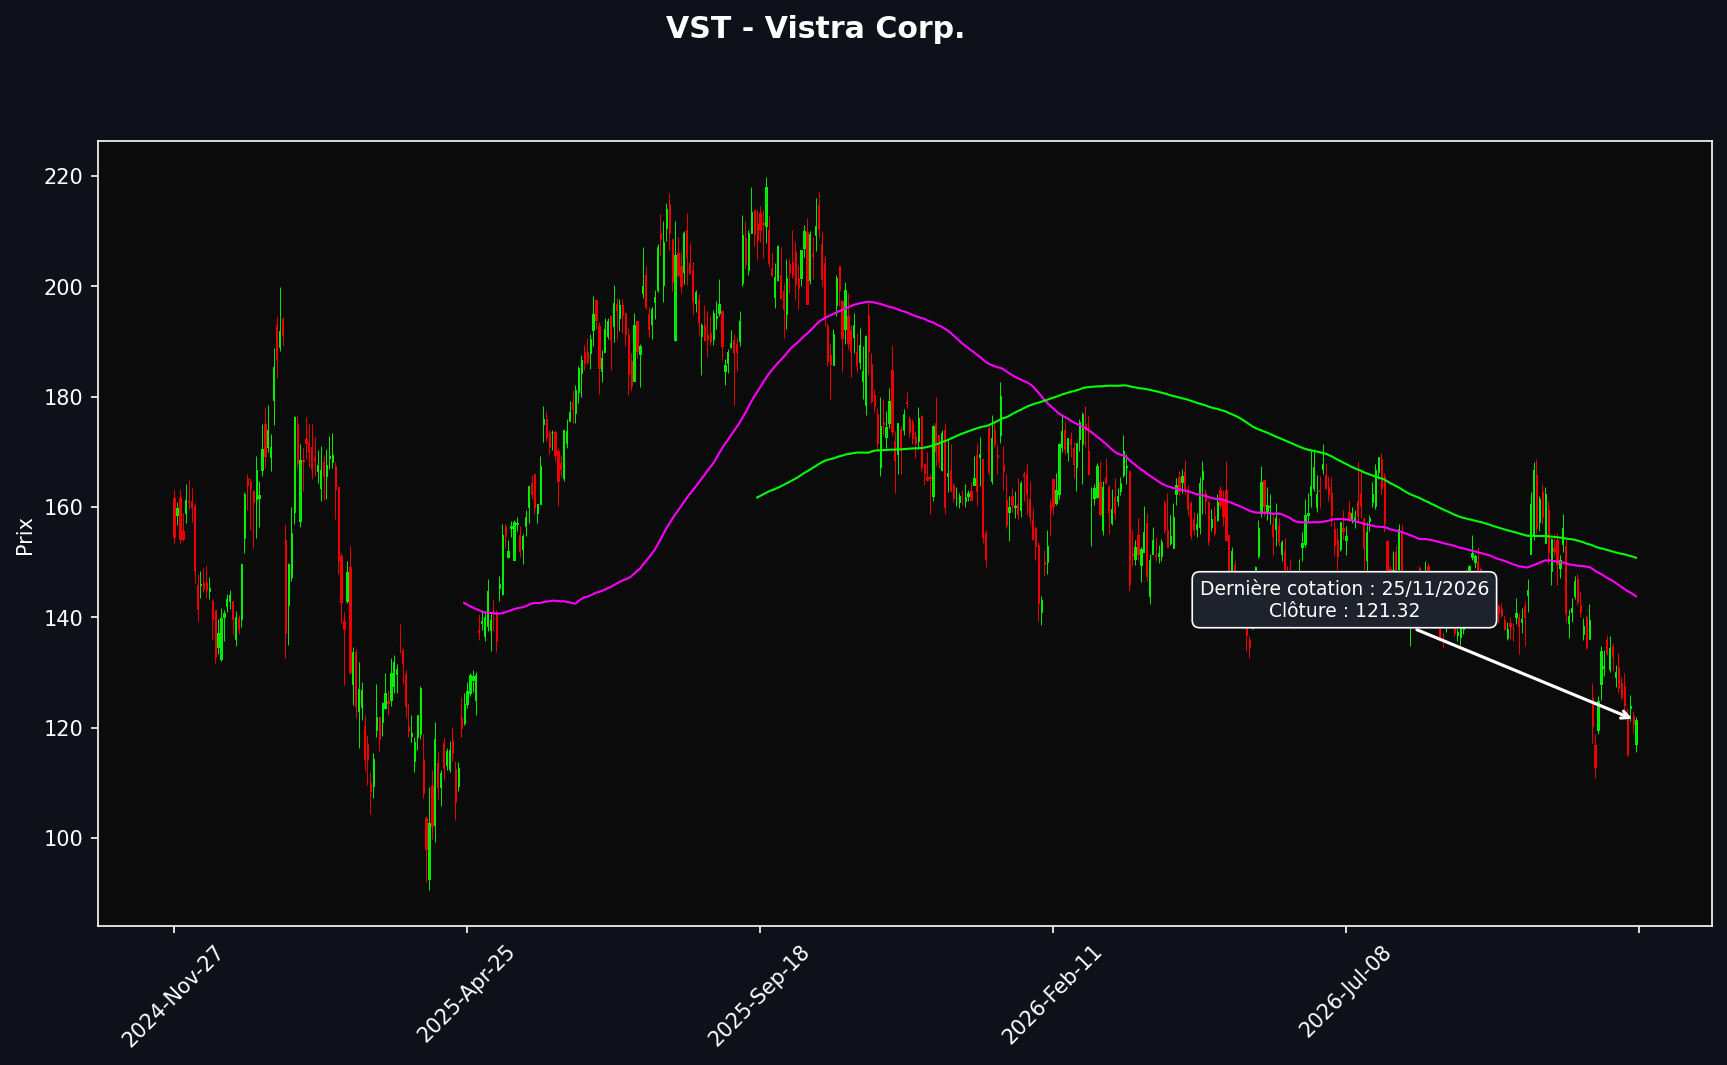 VST - Vistra Corp.
Prix
220
200
180
160
140
120
100
Dernière cotation : 25/11/2026
Clôture : 121.32
2024-Nov-27
2025-Apr-25
2025-Sep-18
2026-Feb-11
2026-Jul-08